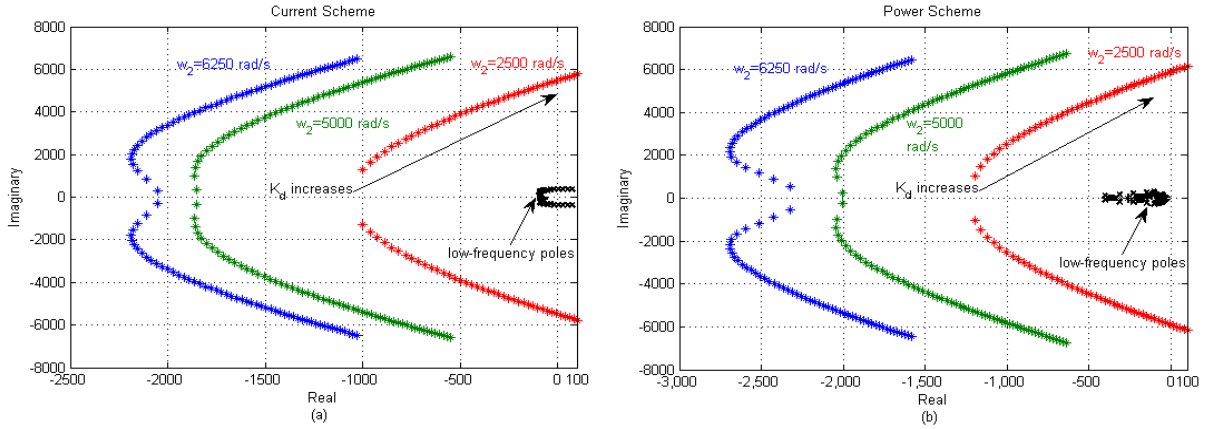 Current Scheme
8000
6000
4000
2000
0
-2000
-4000
-6000
-8000
Imaginary
w2=6250 rad/s
w2=2500 rad/s
w2=5000 rad/s
Kd increases
low-frequency poles
-2500
-2000
-1500
-1000
-500
0 100
Real
(a)
Power Scheme
8000
6000
4000
2000
0
-2000
-4000
-6000
-8000
Imaginary
w2=2500 rad/s
w2=6250 rad/s
w2=5000
rad/s
Kd increases
low-frequency poles
-3,000
-2,500
-2,000
-1,500
-1,000
-500
0100
Real
(b)